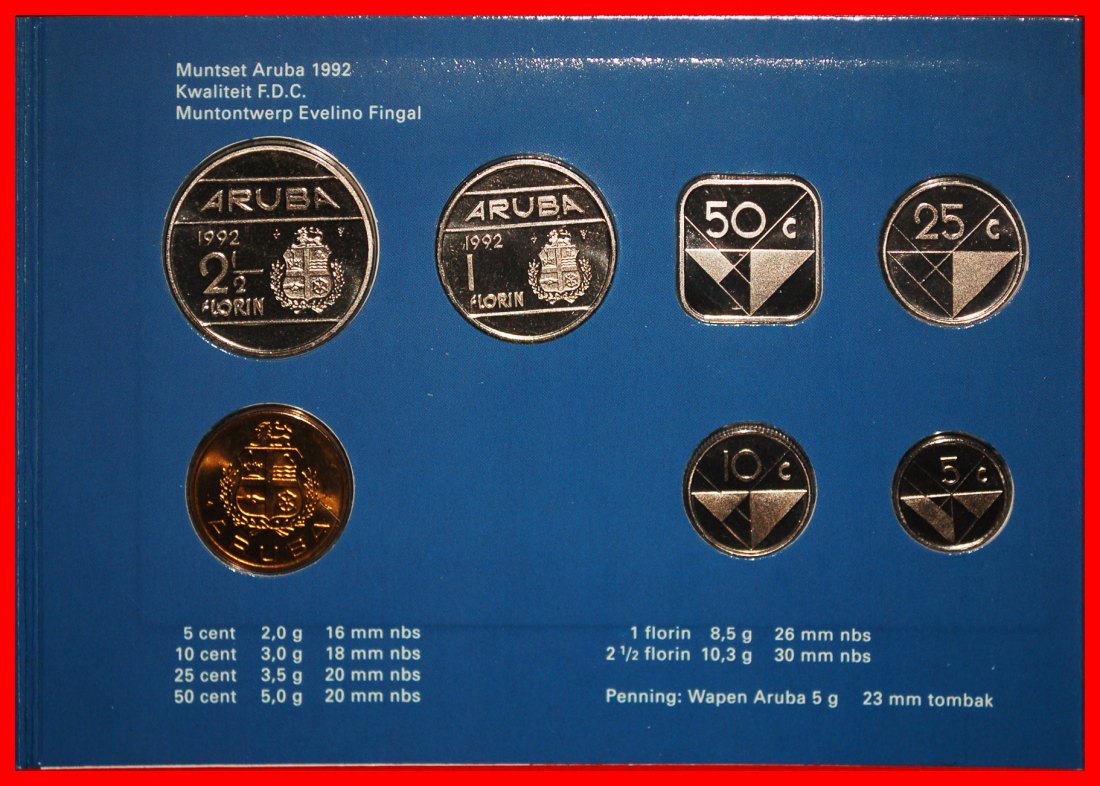 Muntset Aruba 1992
Kwaliteit F.D.C.
Muntontwerp Evelino Fingal
ARUBA
1992
2 1/2
FLORIN
ARUBA
1992
1
FLORIN
50 c
25 c
ARUBA
10 c
5 c
5 cent 2,0 g 16 mm nbs
10 cent 3,0 g 18 mm nbs
25 cent 3,5 g 20 mm nbs
50 cent 5,0 g 20 mm nbs
1 florin 8,5 g 26 mm nbs
2 1/2 florin 10,3 g 30 mm nbs
Penning: Wapen Aruba 5 g 23 mm tombak